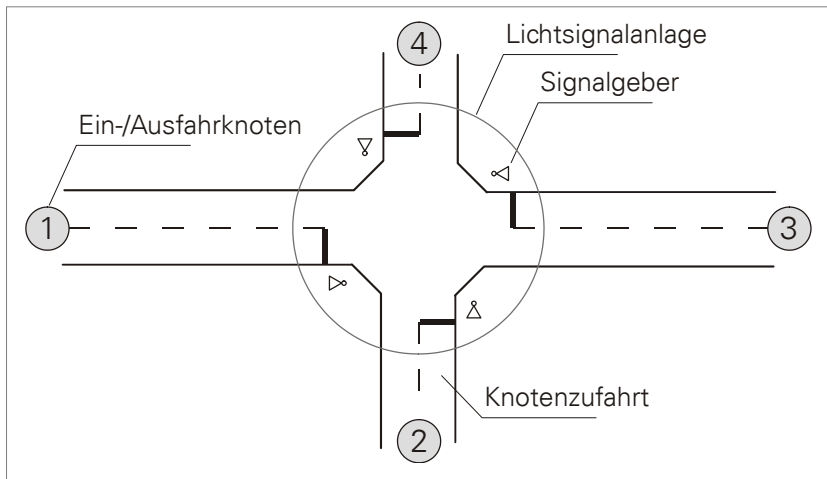 4
Lichtsignalanlage
Signalgeber
Ein-/Ausfahrknoten
1
3
Knotenzufahrt
2